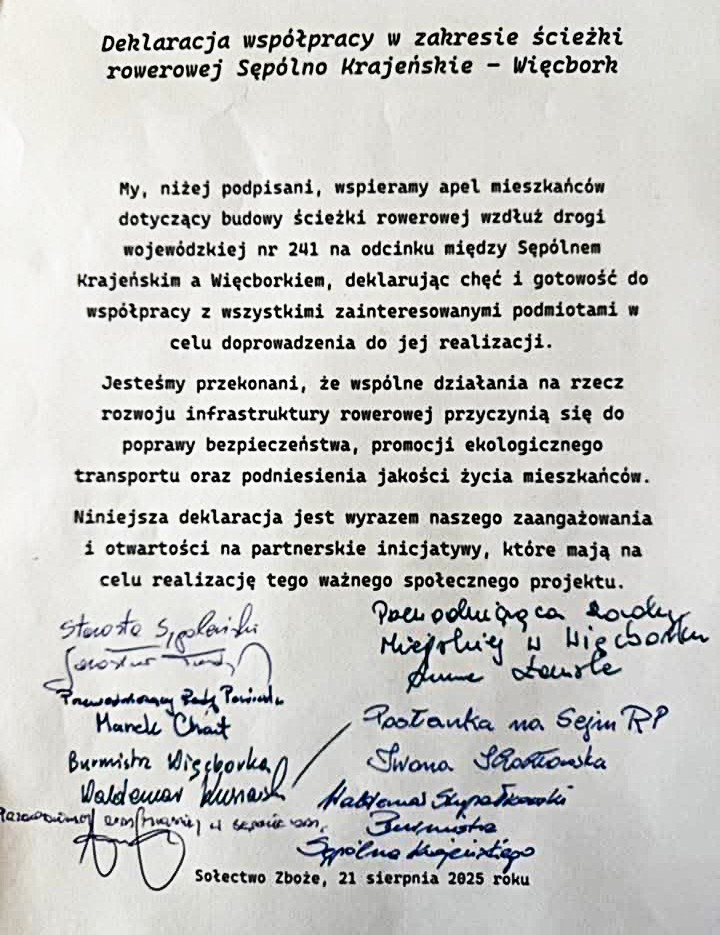 Deklaracja współpracy w zakresie ścieżki
rowerowej Sępólno Krajeńskie – Więcbork
My, niżej podpisani, wspieramy apel mieszkańców
dotyczący budowy ścieżki rowerowej wzdłuż drogi
wojewódzkiej nr 241 na odcinku między Sępólnem
Krajeńskim a Więcborkiem, deklarując chęć i gotowość do
współpracy z wszystkimi zainteresowanymi podmiotami w
celu doprowadzenia do jej realizacji.
Jesteśmy przekonani, że wspólne działania na rzecz
rozwoju infrastruktury rowerowej przyczynią się do
poprawy bezpieczeństwa, promocji ekologicznego
transportu oraz podniesienia jakości życia mieszkańców.
Niniejsza deklaracja jest wyrazem naszego zaangażowania
i otwartości na partnerskie inicjatywy, które mają na
celu realizację tego ważnego społecznego projektu.
Starosta Sępoleński
Przewodniczący Rady Powiatu
Marek Chart
Burmistrz Więcborka
Waldemar
Przewodnicząca Rady
Miejskiej w Więcborku
Anna
Posłanka na Sejm RP
Iwona
Waldemar Stupałkowski
Burmistrz
Sępólna Krajeńskiego
Sołectwo Zboże, 21 sierpnia 2025 roku